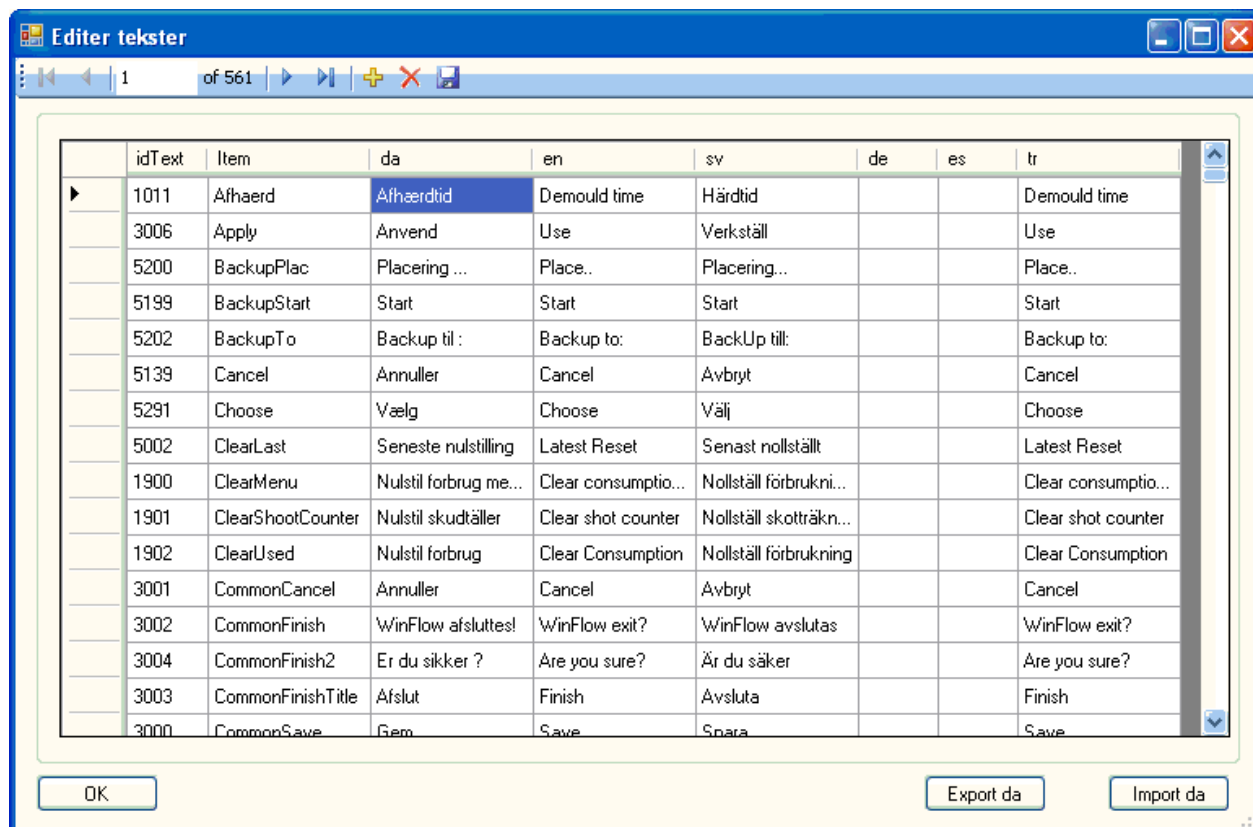 Editer tekster
1 of 561
idText Item da en sv de es tr
1011 Afhaerd Afhærdtid Demould time Härdtid Demould time
3006 Apply Anvend Use Verkställ Use
5200 BackupPlac Placering ... Place.. Placering... Place..
5199 BackupStart Start Start Start Start
5202 BackupTo Backup til : Backup to: BackUp till: Backup to:
5139 Cancel Annuller Cancel Avbryt Cancel
5291 Choose Vælg Choose Välj Choose
5002 ClearLast Seneste nulstilling Latest Reset Senast nollställt Latest Reset
1900 ClearMenu Nulstil forbrug me... Clear consumptio... Nollställ förbrukni... Clear consumptio...
1901 ClearShootCounter Nulstil skudtäller Clear shot counter Nollställ skotträkn... Clear shot counter
1902 ClearUsed Nulstil forbrug Clear Consumption Nollställ förbrukning Clear Consumption
3001 CommonCancel Annuller Cancel Avbryt Cancel
3002 CommonFinish WinFlow afsluttes! WinFlow exit? WinFlow avslutas WinFlow exit?
3004 CommonFinish2 Er du sikker ? Are you sure? Är du säker Are you sure?
3003 CommonFinishTitle Afslut Finish Avsluta Finish
3000 CommonSave Gem Save Spara Save
OK Export da Import da